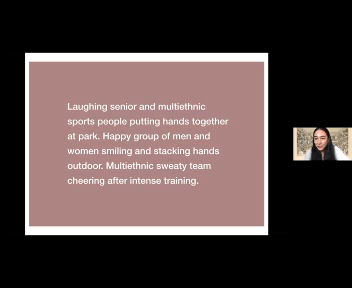 Laughing senior and multiethnic
sports people putting hands together
at park. Happy group of men and
women smiling and stacking hands
outdoor. Multiethnic sweaty team
cheering after intense training.